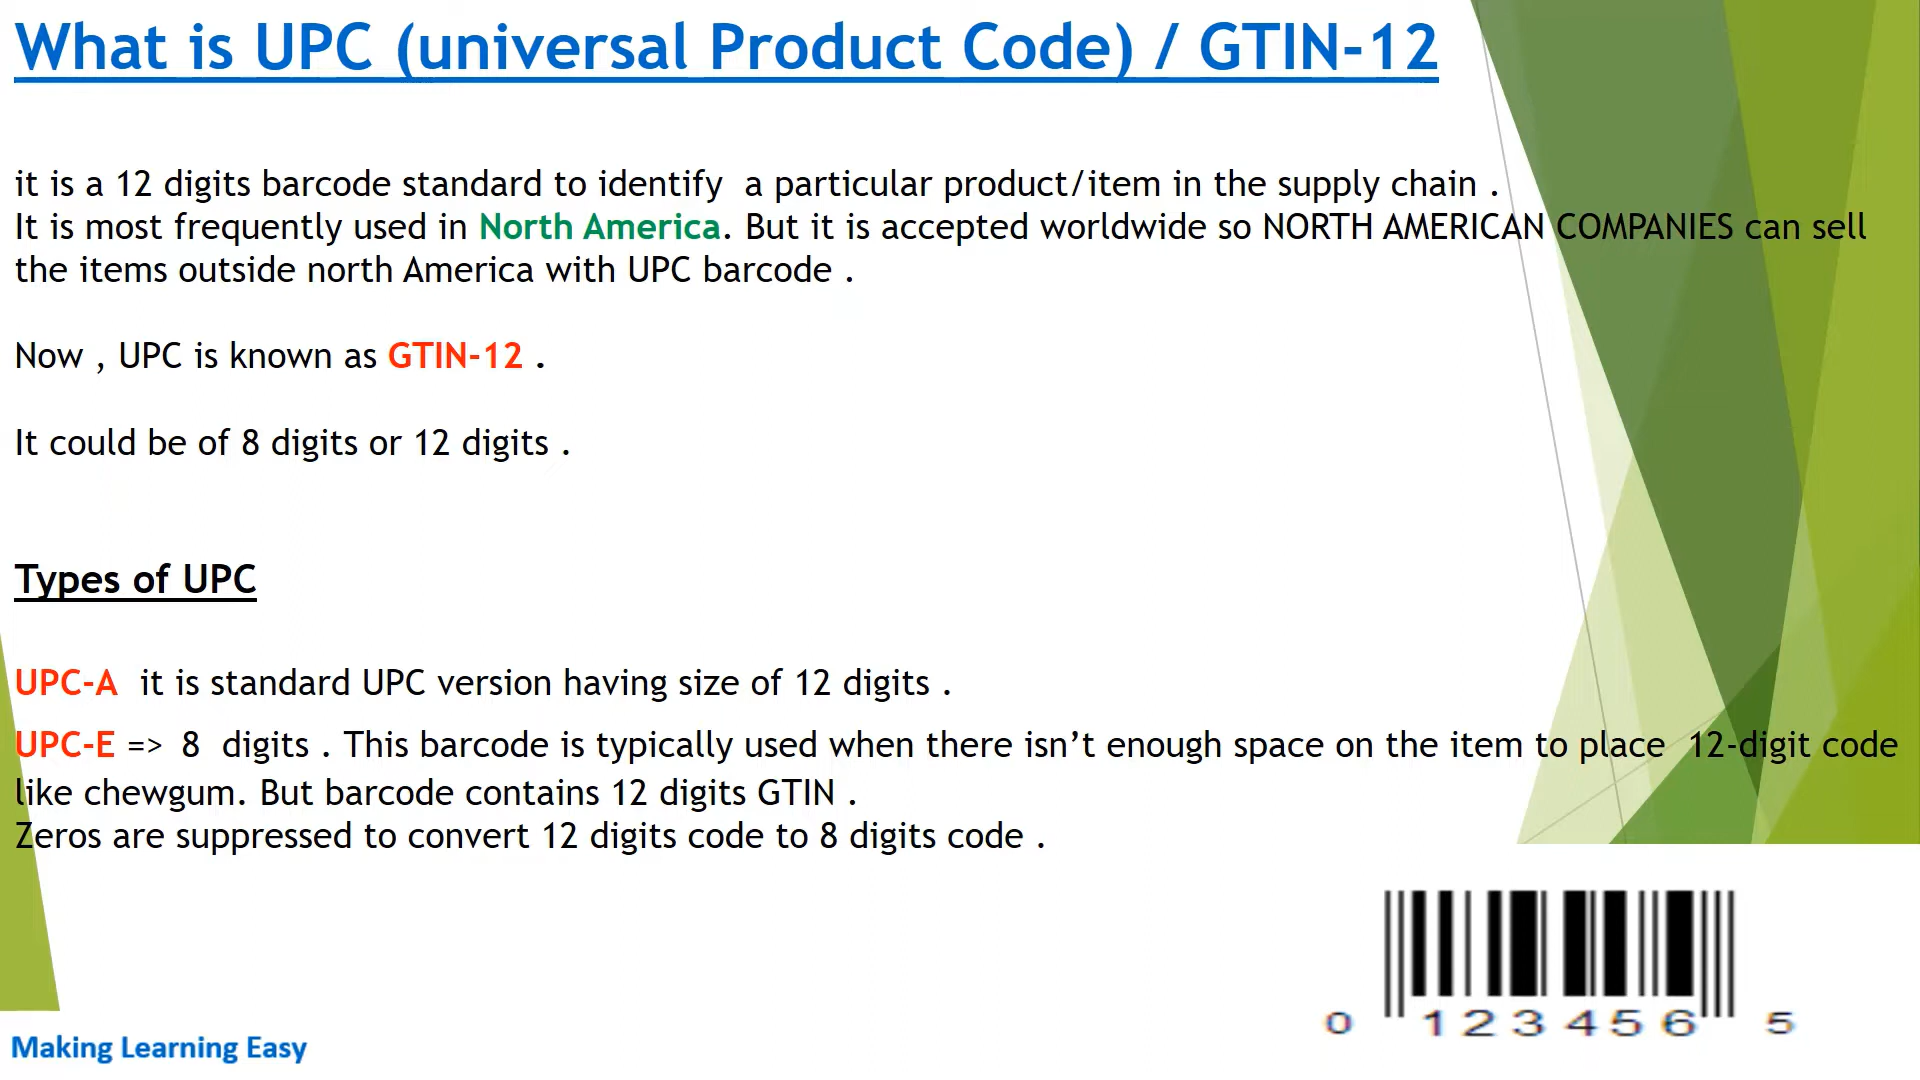 What is UPC (universal Product Code) / GTIN-12
it is a 12 digits barcode standard to identify  a particular product/item in the supply chain .
It is most frequently used in North America. But it is accepted worldwide so NORTH AMERICAN COMPANIES can sell
the items outside north America with UPC barcode .
Now , UPC is known as GTIN-12 .
It could be of 8 digits or 12 digits .
Types of UPC
UPC-A  it is standard UPC version having size of 12 digits .
UPC-E => 8  digits . This barcode is typically used when there isn’t enough space on the item to place  12-digit code
like chewgum. But barcode contains 12 digits GTIN .
Zeros are suppressed to convert 12 digits code to 8 digits code .
0 123456 5
Making Learning Easy